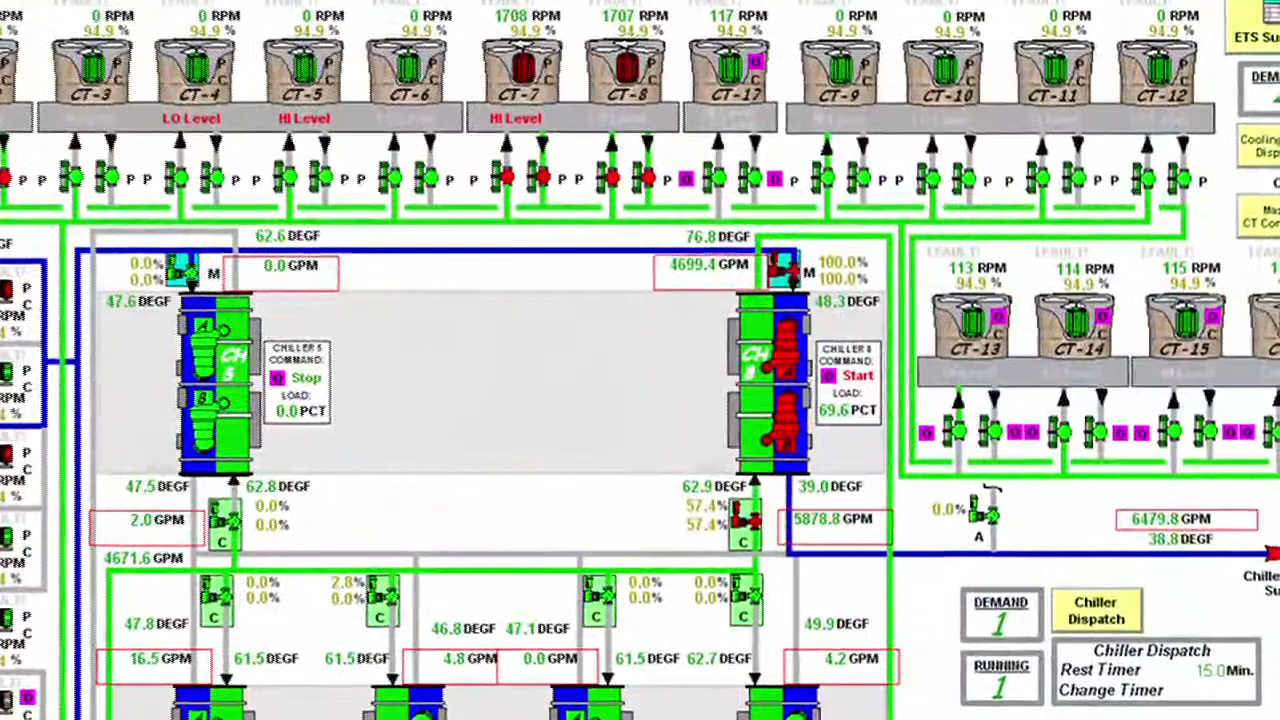 0 RPM 0 RPM 0 RPM 0 RPM 1708 RPM 1707 RPM 117 RPM 0 RPM 0 RPM 0 RPM 0 RPM
94.9 % 94.9 % 94.9 % 94.9 % 94.9 % 94.9 % 94.9 % 94.9 % 94.9 % 94.9 % 94.9 %
P P P P P P O P P P P
C C C C C C C C C C C
CT-3 CT-4 CT-5 CT-6 CT-7 CT-8 CT-17 CT-9 CT-10 CT-11 CT-12
LO Level HI Level HI Level
P P P P P P P P P P P O O P P P P P P P P
62.6 DEGF 76.8 DEGF
0.0% 0.0 GPM 4699.4 GPM 100.0%
0.0% M M 100.0%
47.6 DEGF 48.3 DEGF
113 RPM 114 RPM 115 RPM
94.9 % 94.9 % 94.9 %
O O O
C C C
CT-13 CT-14 CT-15
A CH 5 CH 8 A
B B
CHILLER 5
COMMAND:
O Stop
LOAD:
0.0 PCT
CHILLER 8
COMMAND:
O Start
LOAD:
69.6 PCT
O O O O O O O
47.5 DEGF 62.8 DEGF 62.9 DEGF 39.0 DEGF
0.0% 57.4%
2.0 GPM 0.0% 57.4% 5878.8 GPM 0.0% 6479.8 GPM
C C A 38.8 DEGF
4671.6 GPM
0.0% 2.8% 0.0% 0.0%
0.0% 0.0% 0.0% 0.0%
C C C C
47.8 DEGF 46.8 DEGF 47.1 DEGF 49.9 DEGF
16.5 GPM 61.5 DEGF 61.5 DEGF 4.8 GPM 0.0 GPM 61.5 DEGF 62.7 DEGF 4.2 GPM
DEMAND
1
RUNNING
1
Chiller
Dispatch
Chiller Dispatch
Rest Timer 15.0 Min.
Change Timer
ETS Su
DEM
Cooling
Disp
CT Con
Chille
Su